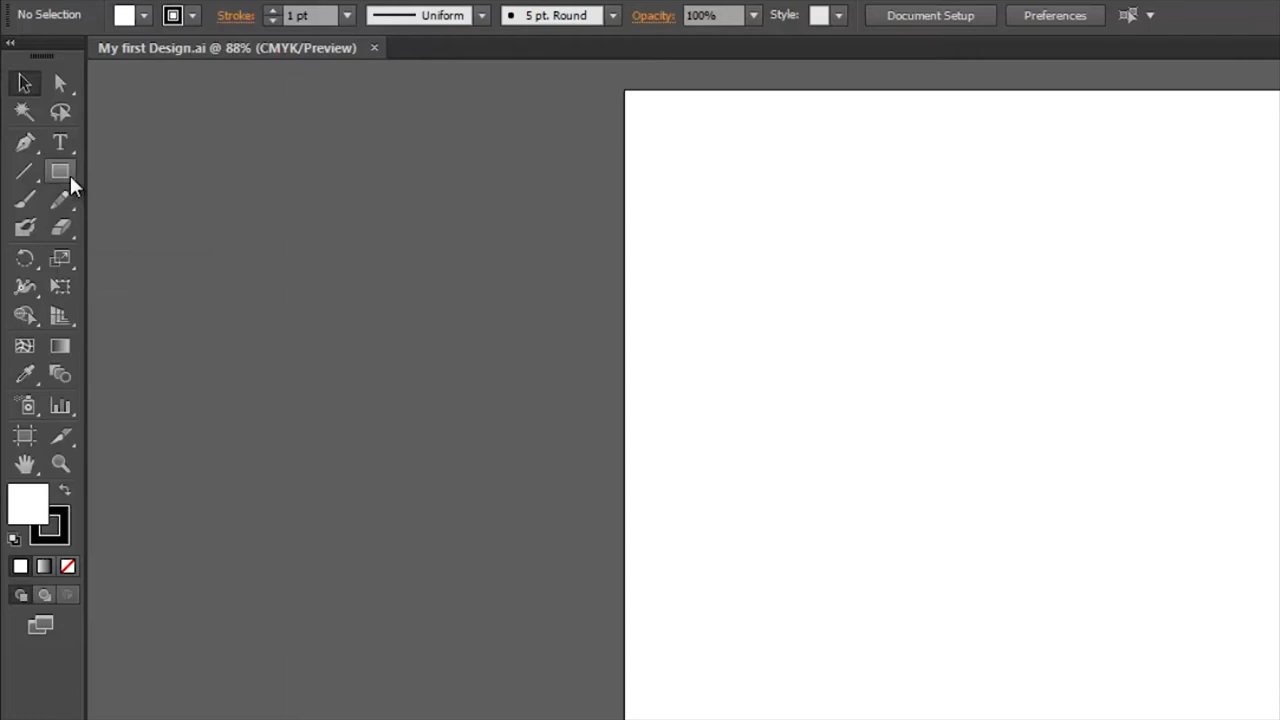 No Selection Stroke: 1 pt Uniform 5 pt. Round Opacity: 100% Style: Document Setup Preferences
My first Design.ai @ 88% (CMYK/Preview) ×
T